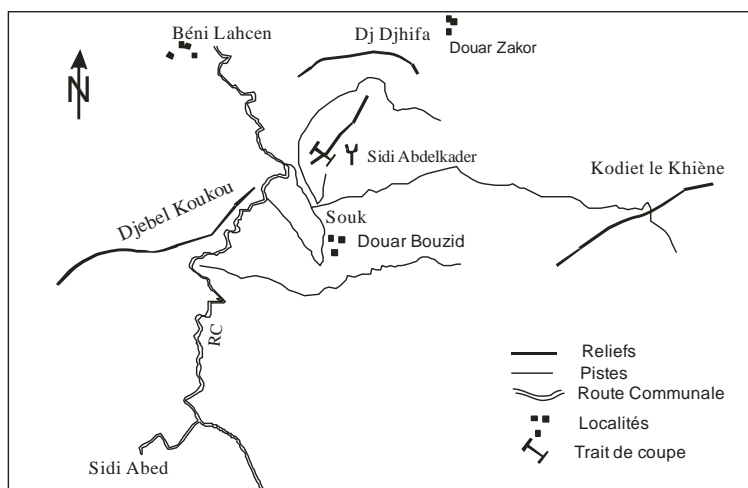 Béni Lahcen
Dj Djhifa
Douar Zakor
N
Sidi Abdelkader
Kodiet le Khiène
Djebel Koukou
Souk
Douar Bouzid
RC
Reliefs
Pistes
Route Communale
Localités
Trait de coupe
Sidi Abed